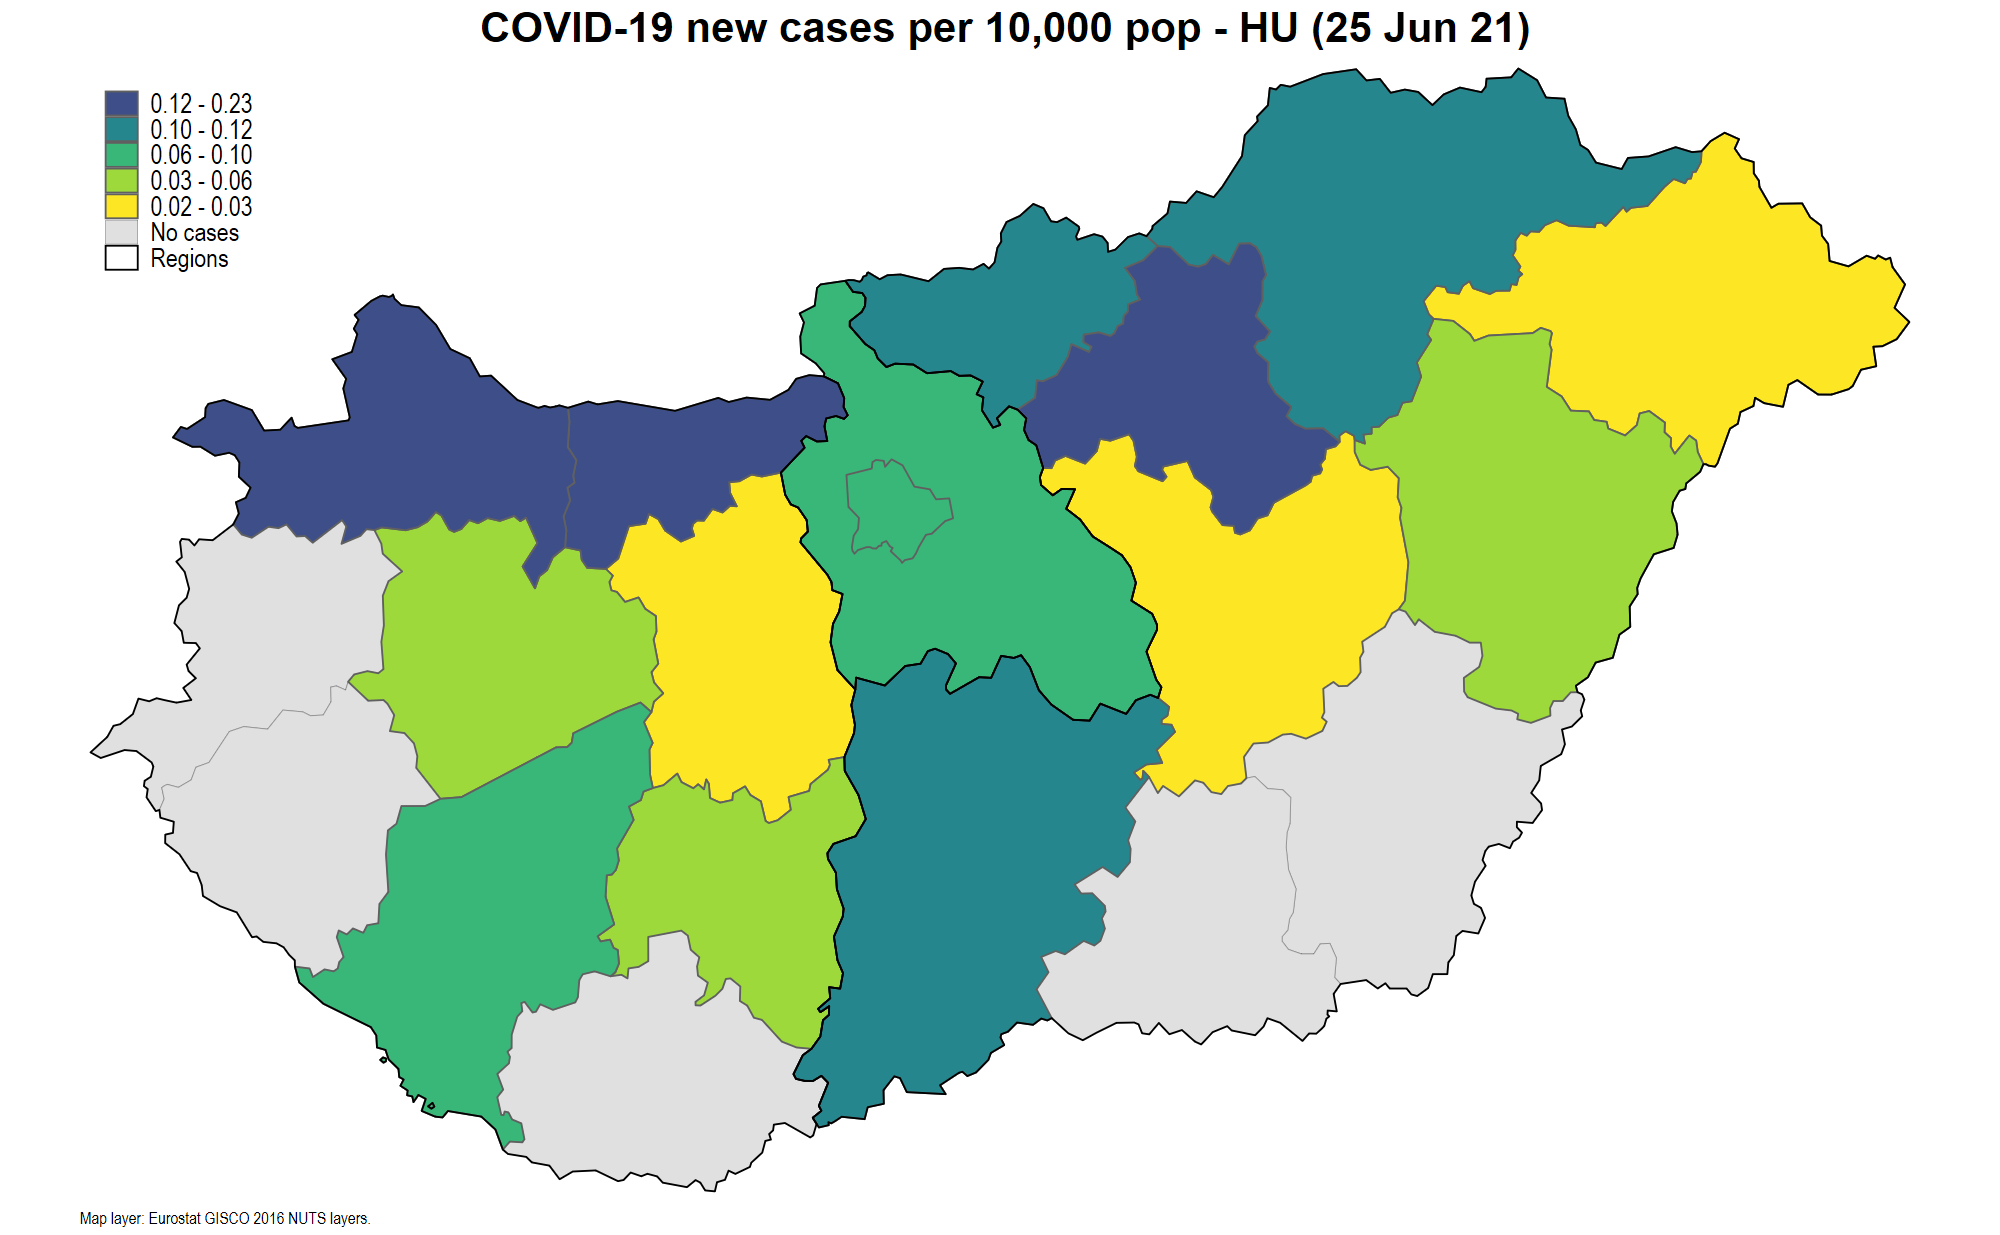 COVID-19 new cases per 10,000 pop - HU (25 Jun 21)
0.12 - 0.23
0.10 - 0.12
0.06 - 0.10
0.03 - 0.06
0.02 - 0.03
No cases
Regions
Map layer: Eurostat GISCO 2016 NUTS layers.